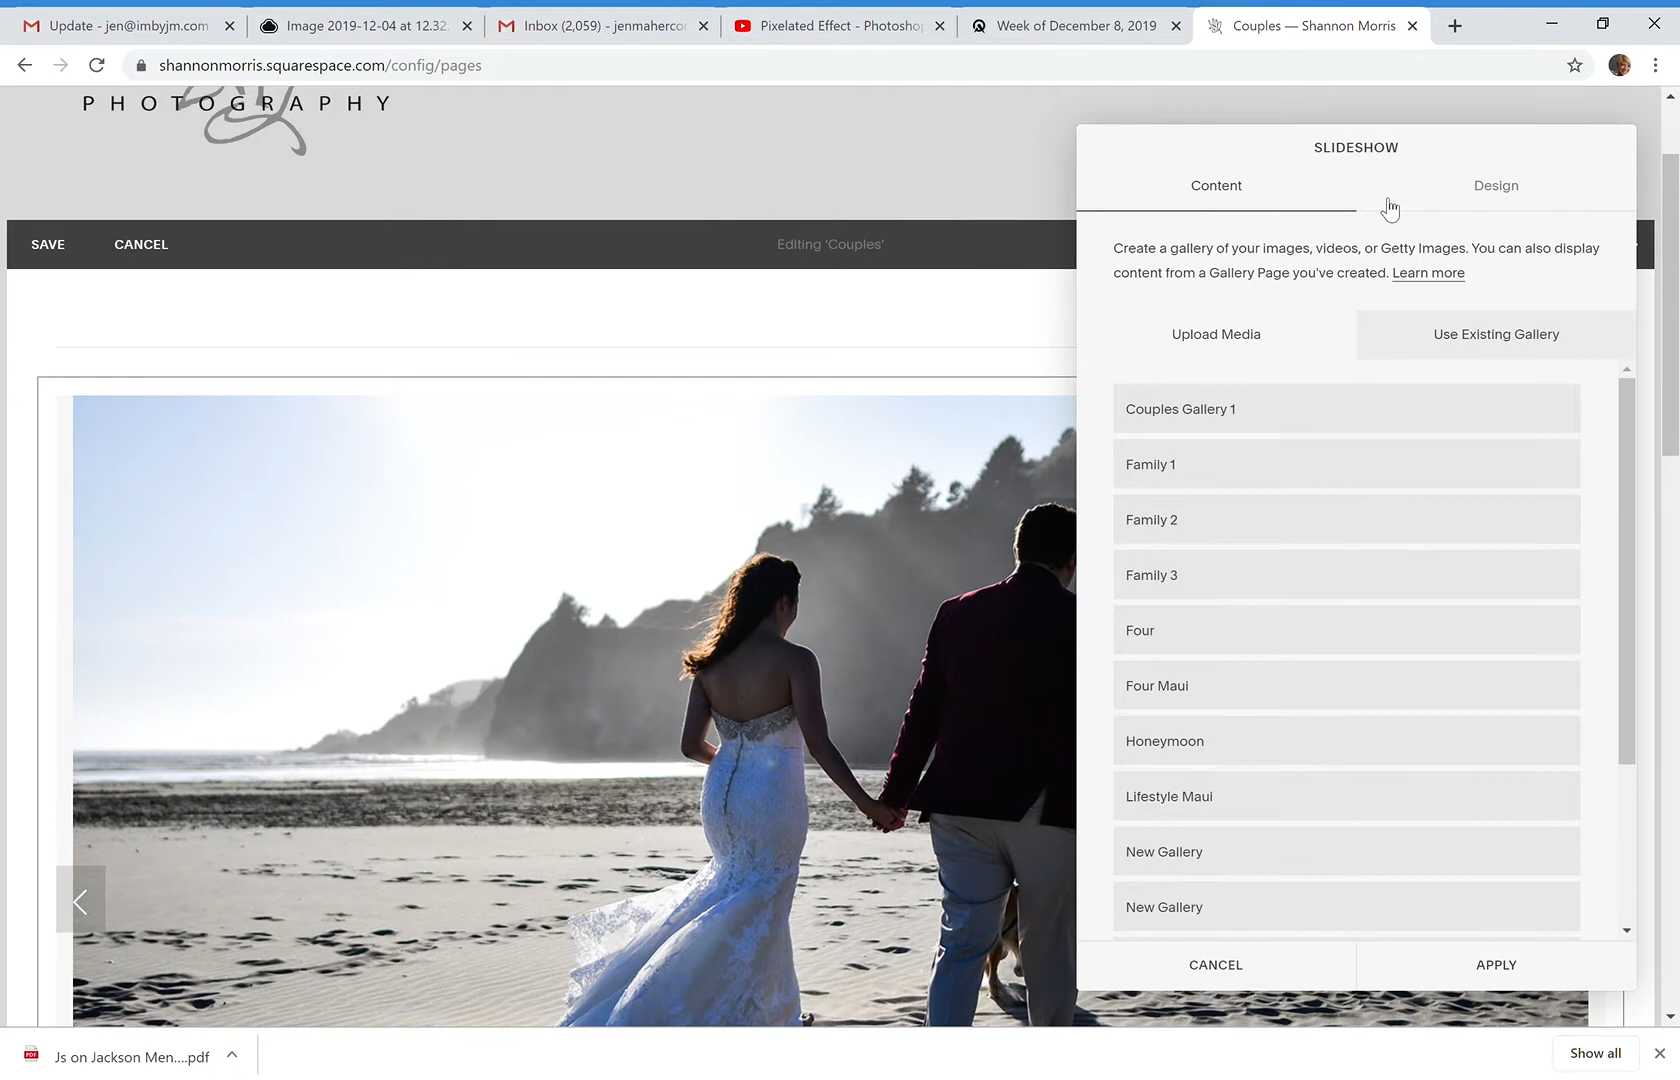 Update - jen@imbyjm.com
Image 2019-12-04 at 12.32.
Inbox (2,059) - jenmaherco
Pixelated Effect - Photosho
Week of December 8, 2019
Couples — Shannon Morris
shannonmorris.squarespace.com/config/pages
PHOTOGRAPHY
SLIDESHOW
Content
Design
SAVE
CANCEL
Editing 'Couples'
Create a gallery of your images, videos, or Getty Images. You can also display
content from a Gallery Page you've created. Learn more
Upload Media
Use Existing Gallery
Couples Gallery 1
Family 1
Family 2
Family 3
Four
Four Maui
Honeymoon
Lifestyle Maui
New Gallery
New Gallery
CANCEL
APPLY
PDF
Js on Jackson Men....pdf
Show all